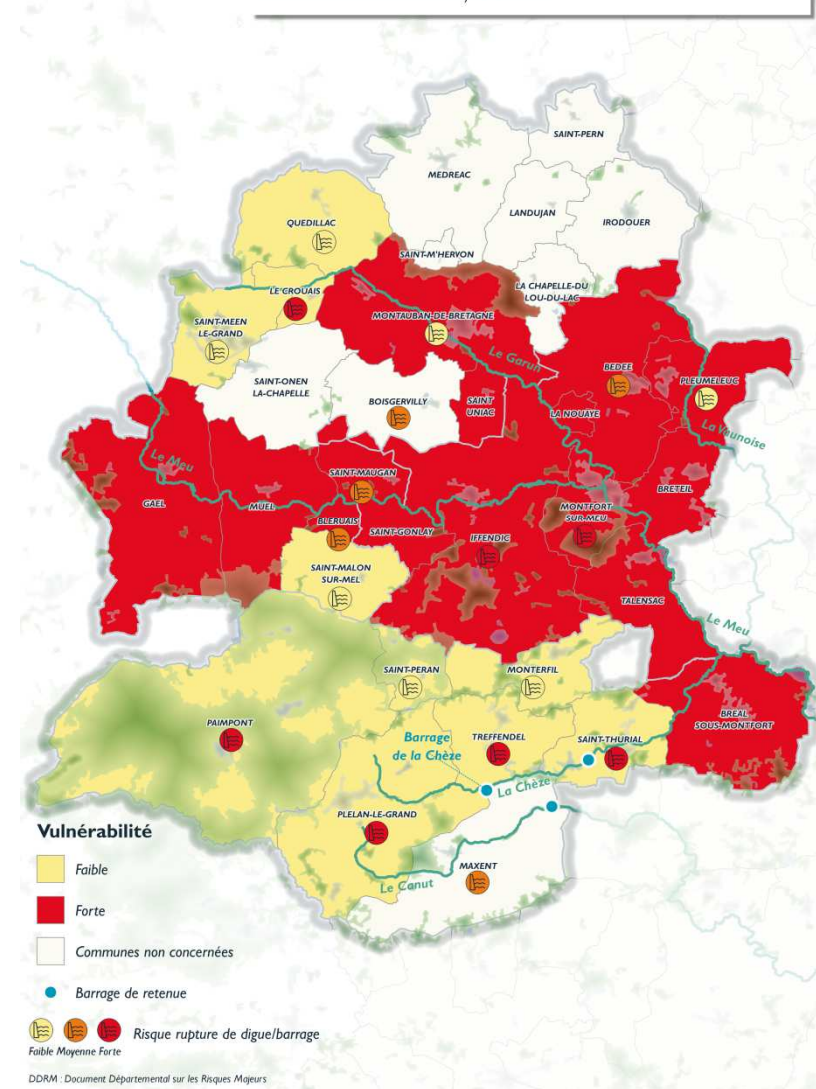 SAINT-PERN
MEDREAC
LANDUJAN
IRODOUER
QUEDILLAC
SAINT-M'HERVON
LE CROUAIS
LA CHAPELLE-DU
LOU-DU-LAC
SAINT-MEEN
LE-GRAND
MONTAUBAN-DE-BRETAGNE
Le Garun
BEDEE
PLEUMELEUC
SAINT-ONEN
LA-CHAPELLE
BOISGERVILLY
SAINT
UNIAC
LA NOUAYE
La Vaunoise
Le Meu
SAINT-MAUGAN
BRETEIL
GAEL
MUEL
MONTFORT
SUR-MEU
BLERUAIS
SAINT-GONLAY
IFFENDIC
SAINT-MALON
SUR-MEL
TALENSAC
Le Meu
SAINT-PERAN
MONTERFIL
BREAL
SOUS-MONTFORT
PAIMPONT
Barrage
de la Chèze
TREFFENDEL
SAINT-THURIAL
La Chèze
PLELAN-LE-GRAND
MAXENT
Le Canut
Vulnérabilité
Faible
Forte
Communes non concernées
Barrage de retenue
Risque rupture de digue/barrage
Faible Moyenne Forte
DDRM : Document Départemental sur les Risques Majeurs